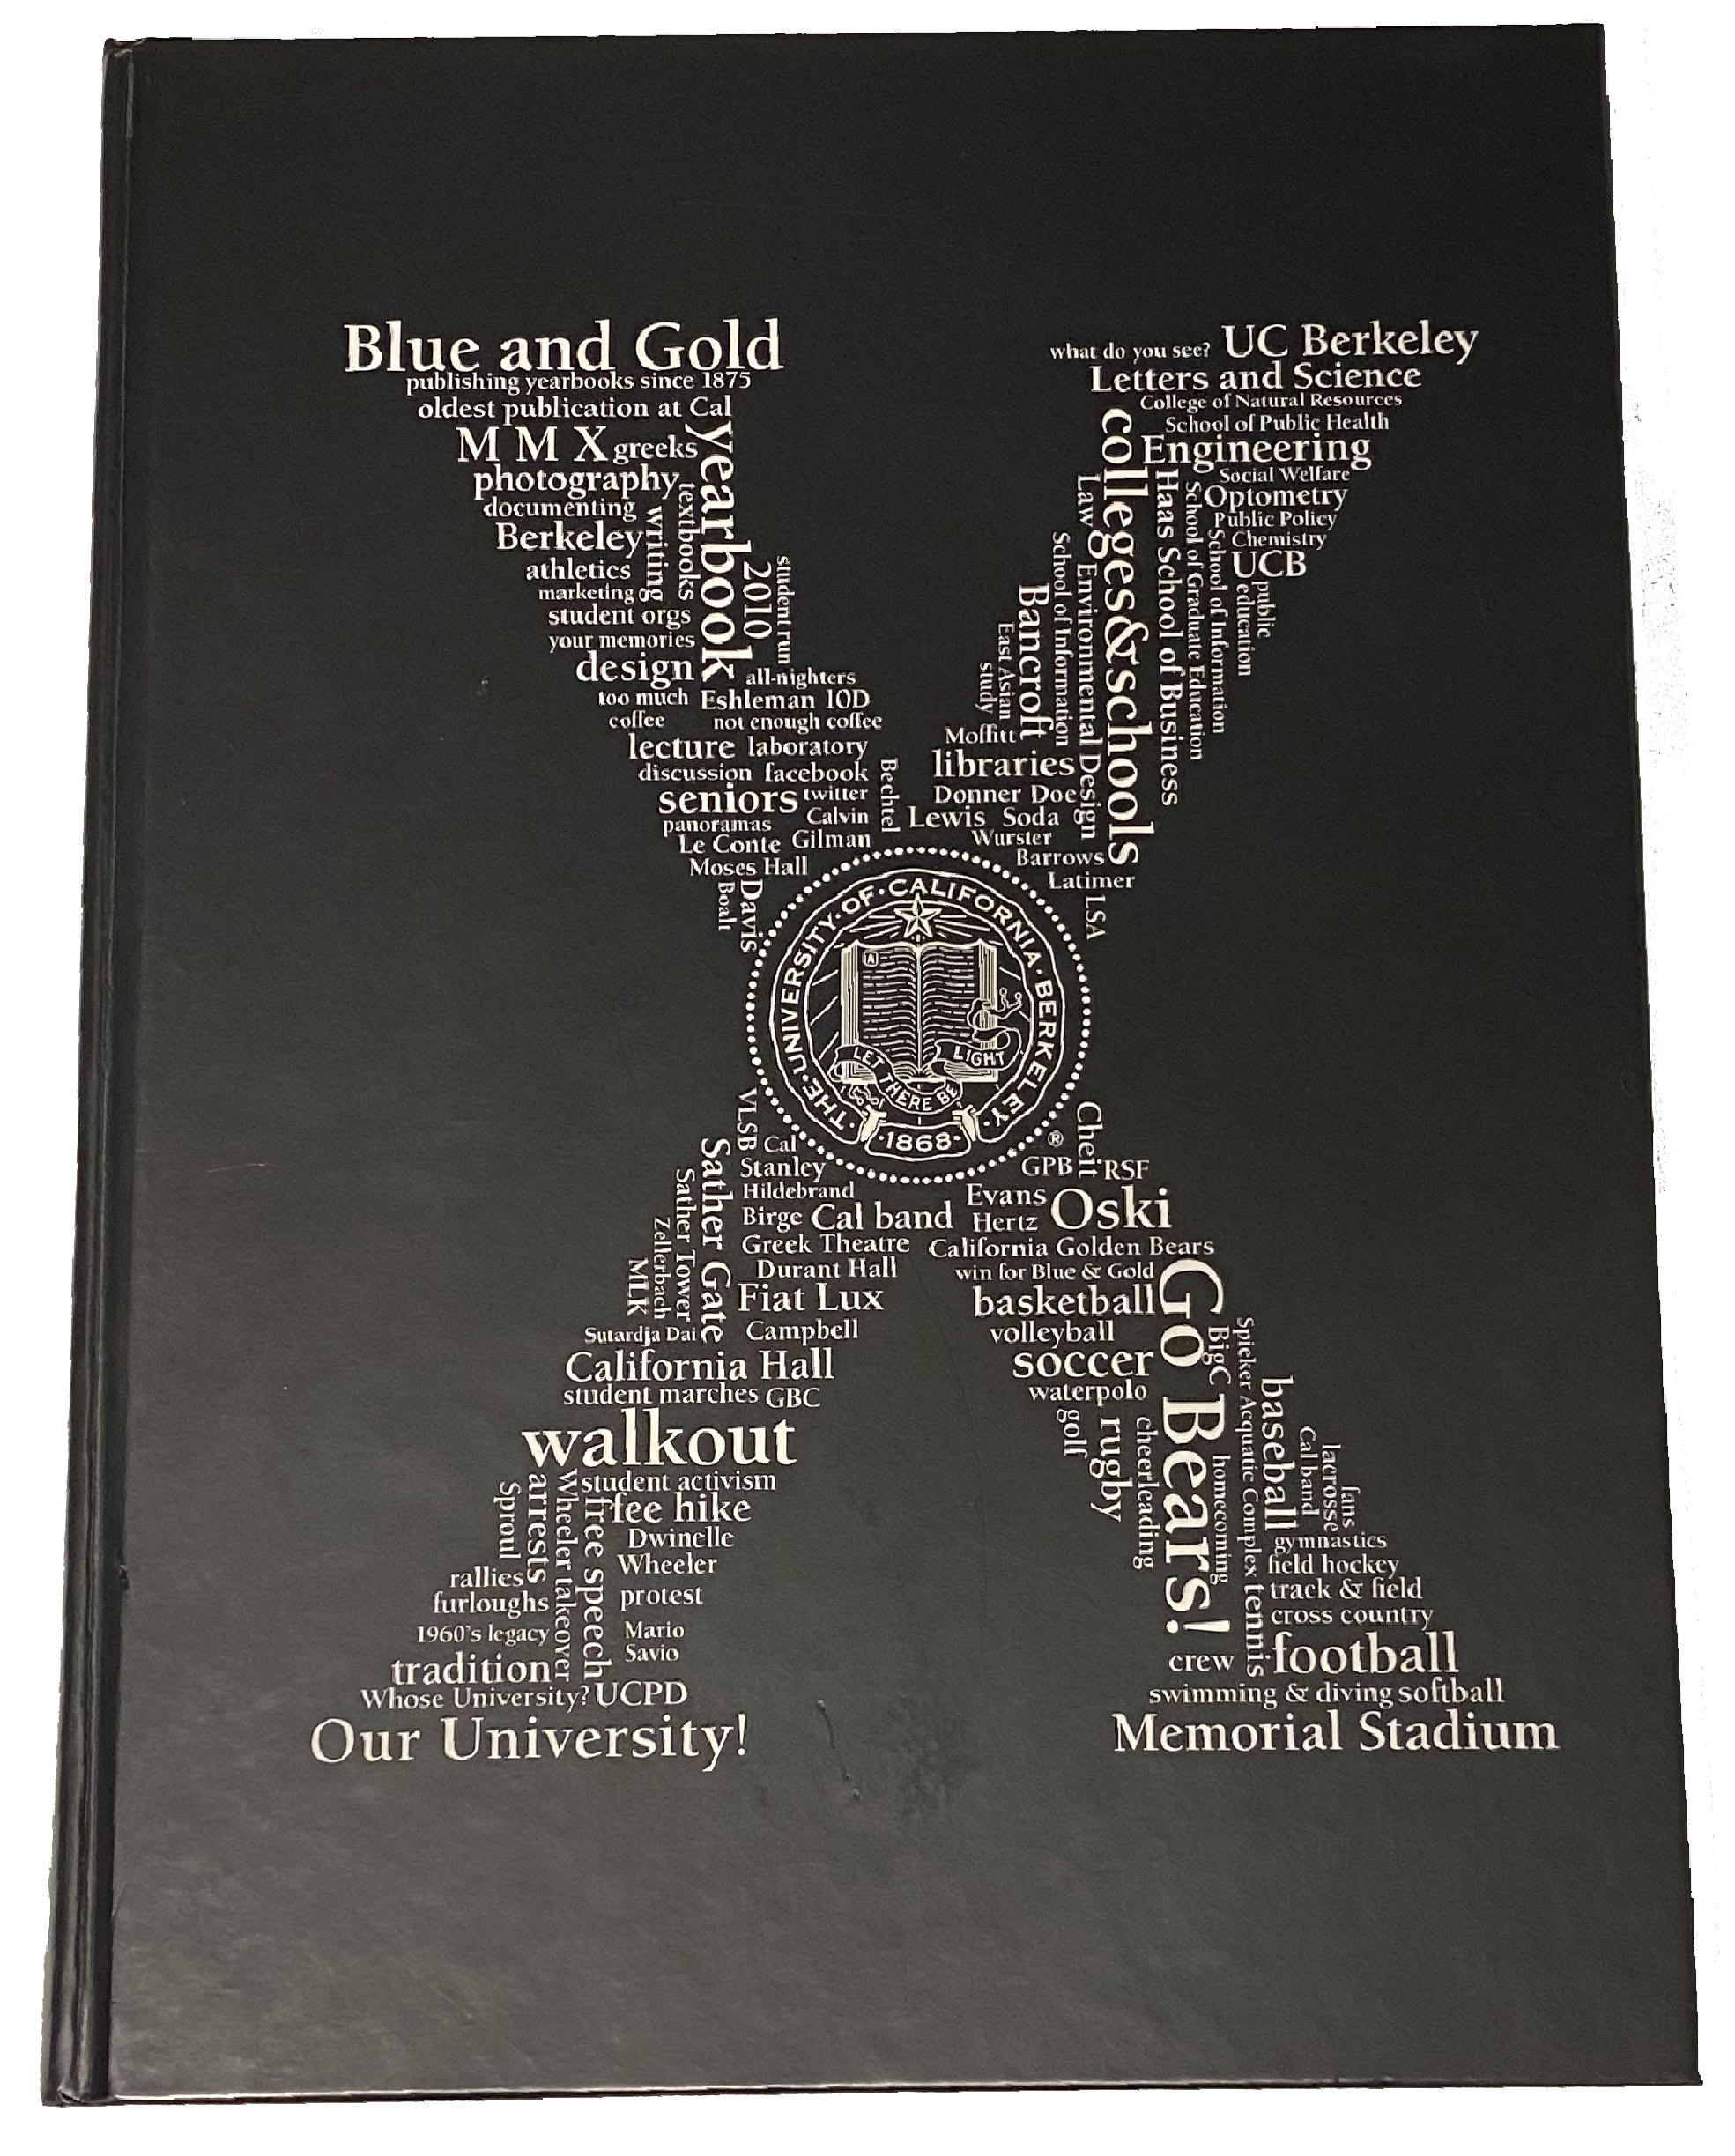 Blue and Gold
publishing yearbooks since 1875
oldest publication at Cal
M M X greeks
yearbook
photography
textbooks
documenting
writing
Berkeley
athletics
2010
student run
marketing
student orgs
your memories
design
all-nighters
too much Eshleman 10D
coffee not enough coffee
lecture laboratory
discussion facebook
Bechtel
seniors twitter
panoramas Calvin
Le Conte Gilman
Moses Hall
Boalt
Davis
what do you see? UC Berkeley
Letters and Science
College of Natural Resources
School of Public Health
colleges&schools
Engineering
Social Welfare
Law
Haas School of Business
School of Graduate Education
Optometry
Public Policy
School of Information
Chemistry
UCB
School of Information
Environmental Design
public
education
Bancroft
East Asian
study
Moffitt
libraries
Donner Doe
Lewis Soda
Wurster
Barrows
Latimer
LSA
THE·UNIVERSITY·OF·CALIFORNIA·BERKELEY
A
LET THERE BE LIGHT
·1868·
®
VLSB
Cal
Stanley
Sather Gate
Sather Tower
Zellerbach
MLK
Hildebrand
Birge Cal band
Greek Theatre
Durant Hall
Fiat Lux
Sutardja Dai Campbell
California Hall
student marches GBC
walkout
student activism
Sproul
arrests
Wheeler takeover
free speech
fee hike
Dwinelle
Wheeler
rallies
furloughs protest
1960's legacy Mario
Savio
tradition
Whose University? UCPD
Our University!
Cheit
GPB RSF
Evans
Hertz Oski
California Golden Bears
win for Blue & Gold
Go Bears!
basketball
volleyball
soccer
waterpolo
golf
rugby
cheerleading
BigC
homecoming
Spieker Acquatic Complex
baseball
Cal band
lacrosse
fans
gymnastics
field hockey
tennis
track & field
cross country
crew football
swimming & diving softball
Memorial Stadium